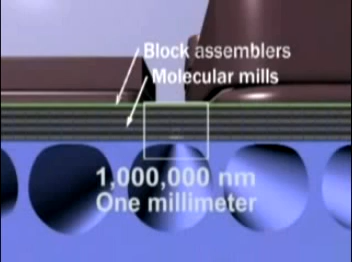 Block assemblers
Molecular mills
1,000,000 nm
One millimeter